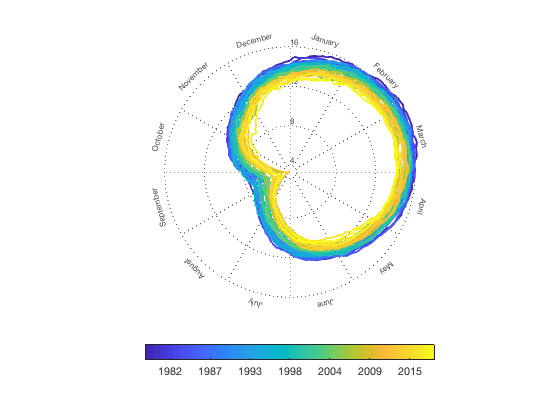 16
8
4
January
February
March
April
May
June
July
August
September
October
November
December
1982 1987 1993 1998 2004 2009 2015